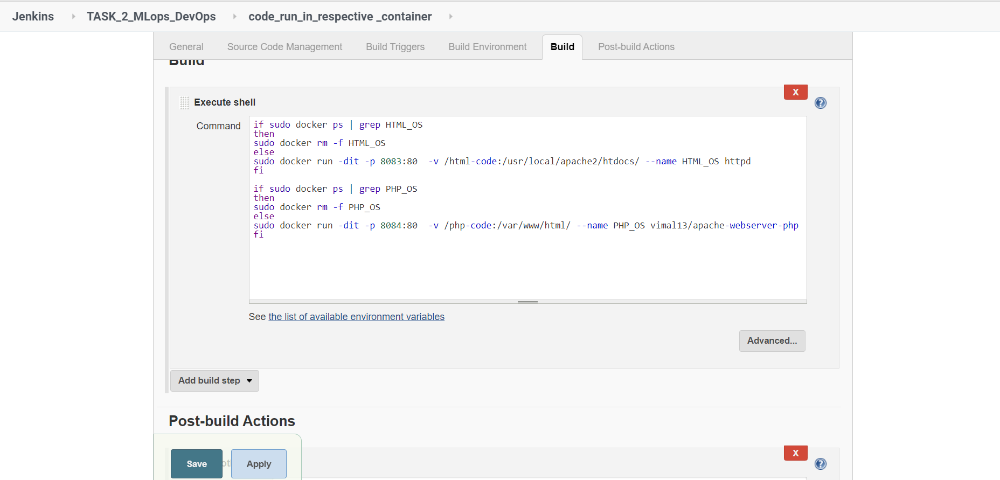 Jenkins TASK_2_MLops_DevOps code_run_in_respective _container
General Source Code Management Build Triggers Build Environment Build Post-build Actions
Build
X
Execute shell
Command
if sudo docker ps | grep HTML_OS
then
sudo docker rm -f HTML_OS
else
sudo docker run -dit -p 8083:80  -v /html-code:/usr/local/apache2/htdocs/ --name HTML_OS httpd
fi
if sudo docker ps | grep PHP_OS
then
sudo docker rm -f PHP_OS
else
sudo docker run -dit -p 8084:80  -v /php-code:/var/www/html/ --name PHP_OS vimal13/apache-webserver-php
fi
See the list of available environment variables
Advanced...
Add build step
Post-build Actions
X
Save Apply